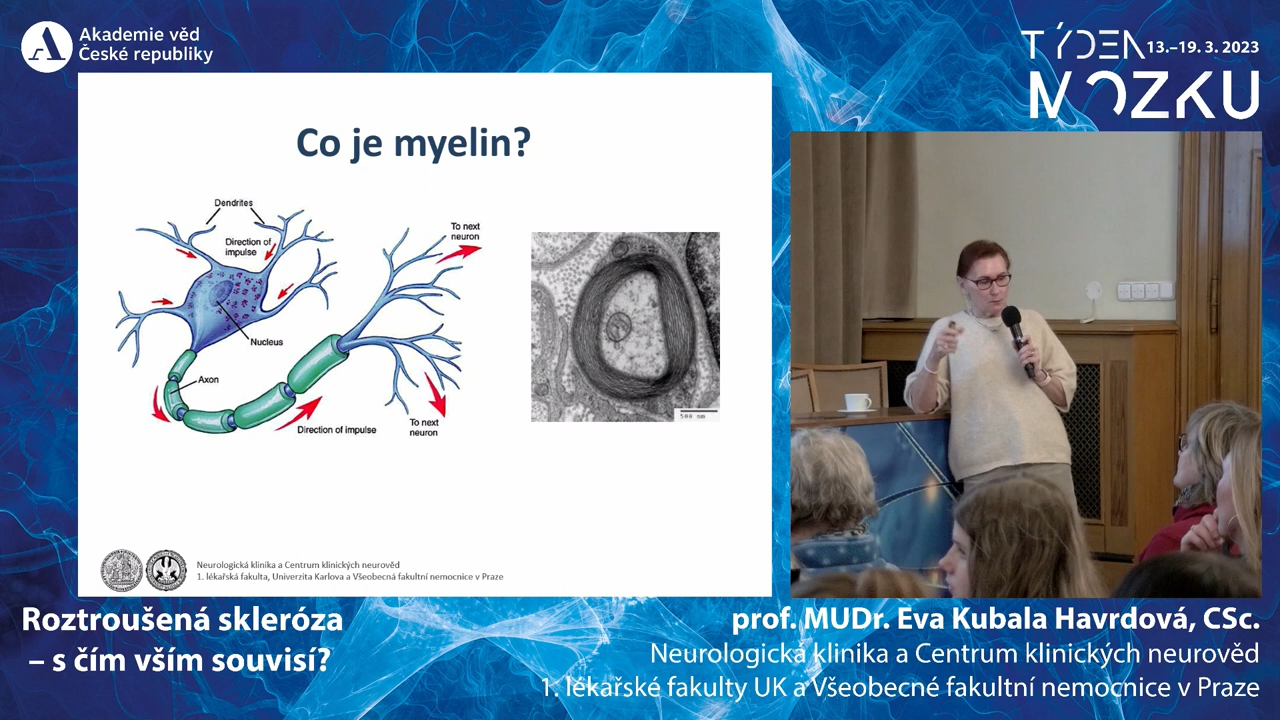 Akademie věd
České republiky
TÝDEN 13.–19. 3. 2023
MOZKU
Co je myelin?
Dendrites
Direction of
impulse
To next
neuron
Nucleus
Axon
Direction of impulse
To next
neuron
500 nm
Neurologická klinika a Centrum klinických neurověd
1. lékařská fakulta, Univerzita Karlova a Všeobecná fakultní nemocnice v Praze
Roztroušená skleróza
– s čím vším souvisí?
prof. MUDr. Eva Kubala Havrdová, CSc.
Neurologická klinika a Centrum klinických neurověd
1. lékařské fakulty UK a Všeobecné fakultní nemocnice v Praze